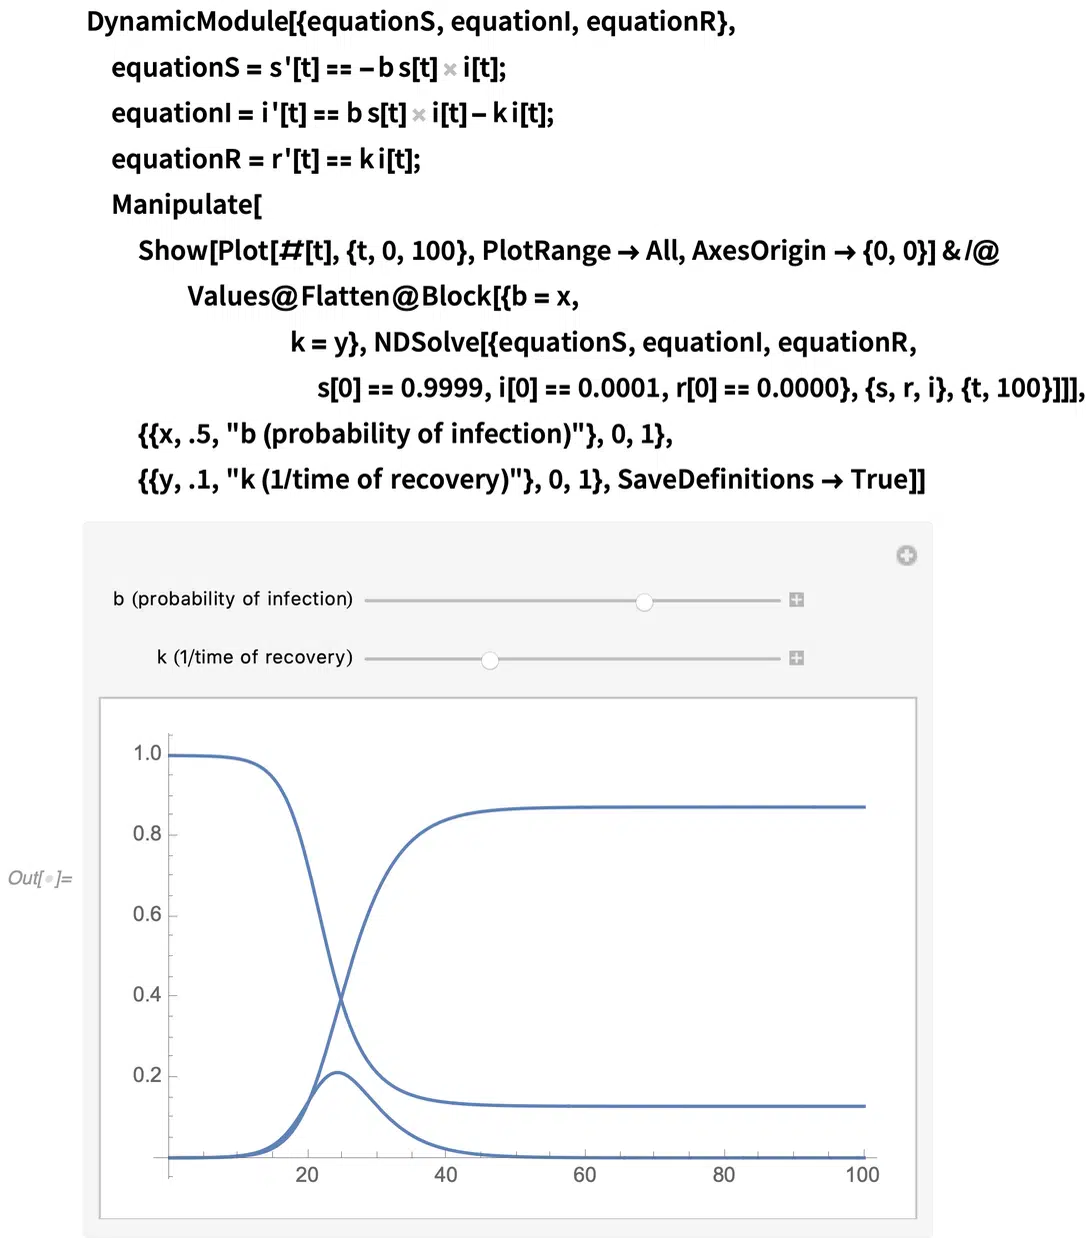 DynamicModule[{equationS, equationI, equationR},
equationS = s'[t] == -b s[t] × i[t];
equationI = i'[t] == b s[t] × i[t] - k i[t];
equationR = r'[t] == k i[t];
Manipulate[
Show[Plot[#[t], {t, 0, 100}, PlotRange → All, AxesOrigin → {0, 0}] & /@
Values@Flatten@Block[{b = x,
k = y}, NDSolve[{equationS, equationI, equationR,
s[0] == 0.9999, i[0] == 0.0001, r[0] == 0.0000}, {s, r, i}, {t, 100}]]],
{{x, .5, "b (probability of infection)"}, 0, 1},
{{y, .1, "k (1/time of recovery)"}, 0, 1}, SaveDefinitions → True]]
b (probability of infection)
k (1/time of recovery)
Out[•]=
1.0
0.8
0.6
0.4
0.2
20 40 60 80 100